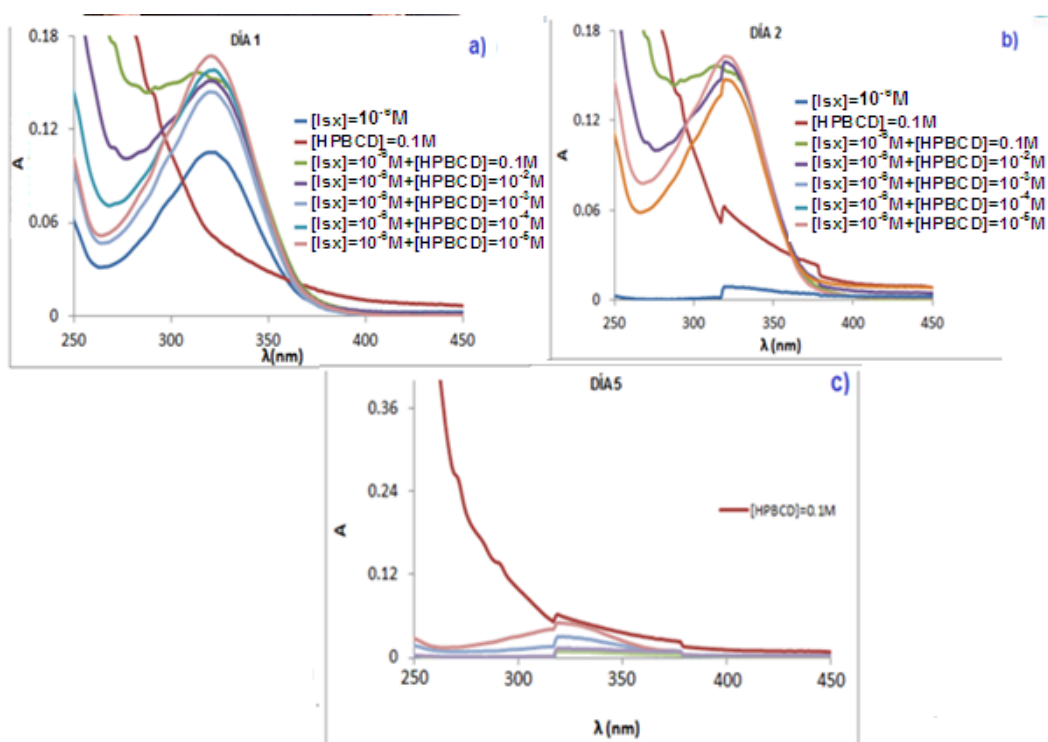 DÍA 1
a)
0.18
0.12
0.06
0
A
250
300
350
400
450
λ(nm)
[Isx]=10⁻⁵M
[HPBCD]=0.1M
[Isx]=10⁻⁵M+[HPBCD]=0.1M
[Isx]=10⁻⁵M+[HPBCD]=10⁻²M
[Isx]=10⁻⁵M+[HPBCD]=10⁻³M
[Isx]=10⁻⁵M+[HPBCD]=10⁻⁴M
[Isx]=10⁻⁵M+[HPBCD]=10⁻⁵M
DÍA 2
b)
0.18
0.12
0.06
0
A
250
300
350
400
450
λ (nm)
[Isx]=10⁻⁵M
[HPBCD]=0.1M
[Isx]=10⁻⁵M+[HPBCD]=0.1M
[Isx]=10⁻⁵M+[HPBCD]=10⁻²M
[Isx]=10⁻⁵M+[HPBCD]=10⁻³M
[Isx]=10⁻⁵M+[HPBCD]=10⁻⁴M
[Isx]=10⁻⁵M+[HPBCD]=10⁻⁵M
DÍA 5
c)
0.36
0.24
0.12
0
A
250
300
350
400
450
λ (nm)
[HPBCD]=0.1M